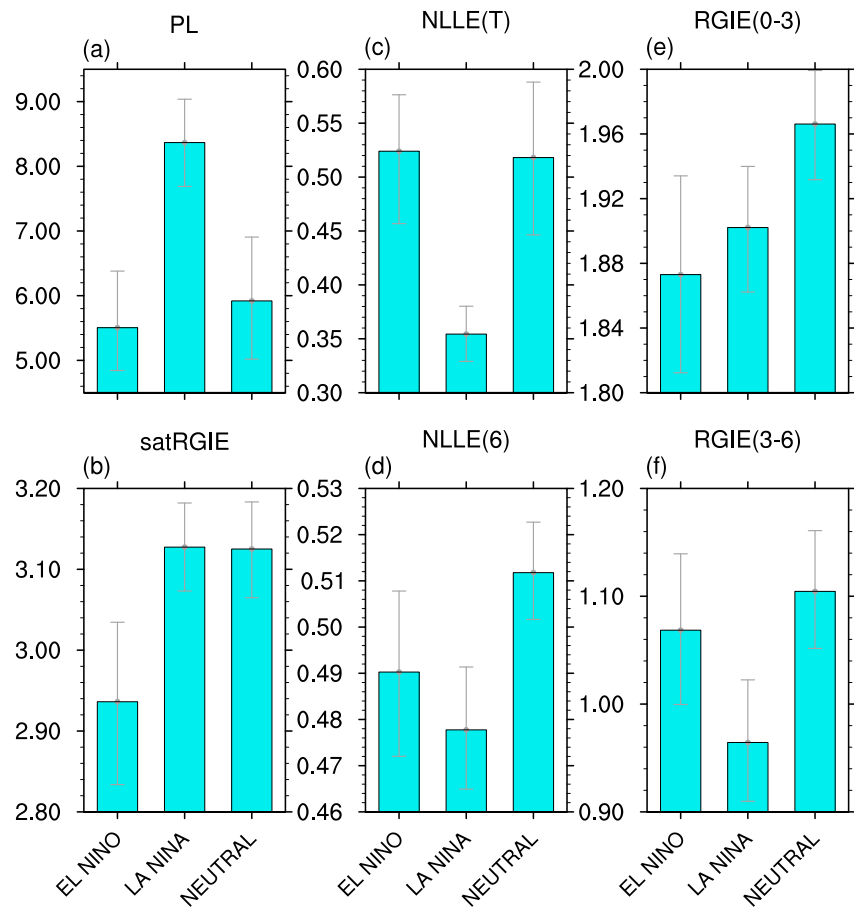 PL
(a)
9.00
8.00
7.00
6.00
5.00
NLLE(T)
(c)
0.60
0.55
0.50
0.45
0.40
0.35
0.30
RGIE(0-3)
(e)
2.00
1.96
1.92
1.88
1.84
1.80
satRGIE
(b)
3.20
3.10
3.00
2.90
2.80
EL NINO
LA NINA
NEUTRAL
NLLE(6)
(d)
0.53
0.52
0.51
0.50
0.49
0.48
0.47
0.46
EL NINO
LA NINA
NEUTRAL
RGIE(3-6)
(f)
1.20
1.10
1.00
0.90
EL NINO
LA NINA
NEUTRAL